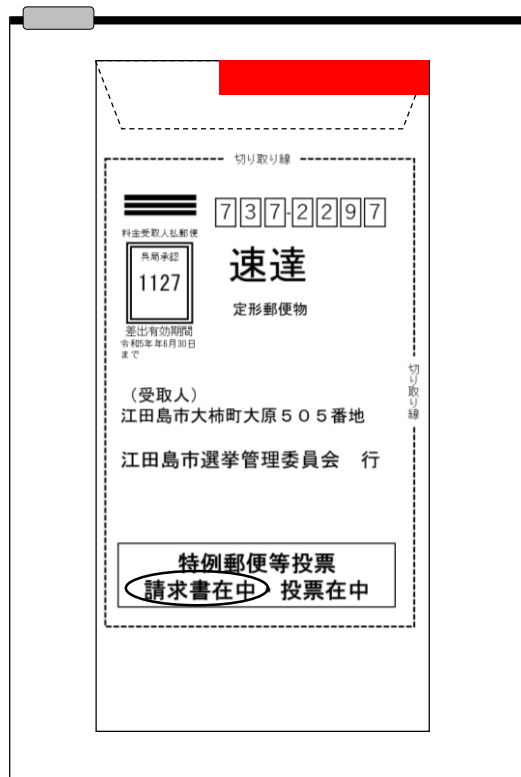 切り取り線
737-2297
料金受取人払郵便
呉局承認
1127
速達
定形郵便物
差出有効期間
令和5年年6月30日
まで
切り取り線
（受取人）
江田島市大柿町大原５０５番地
江田島市選挙管理委員会　行
特例郵便等投票
請求書在中・投票在中